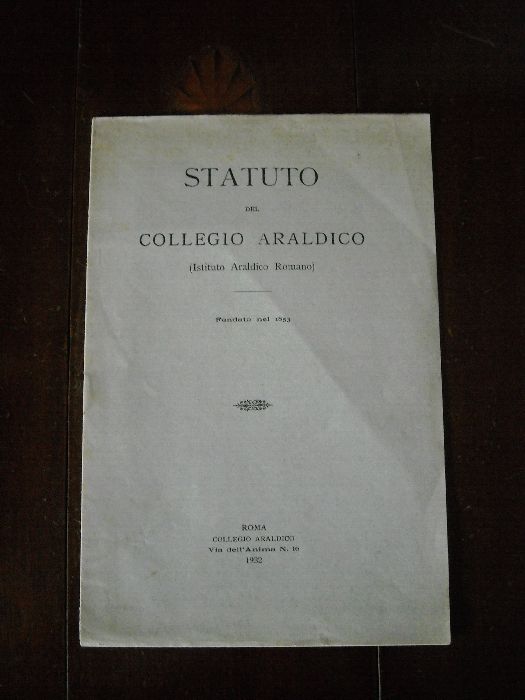 STATUTO
DEL
COLLEGIO ARALDICO
(Istituto Araldico Romano)
Fondato nel 1853
ROMA
COLLEGIO ARALDICO
Via dell'Anima N. 16
1932